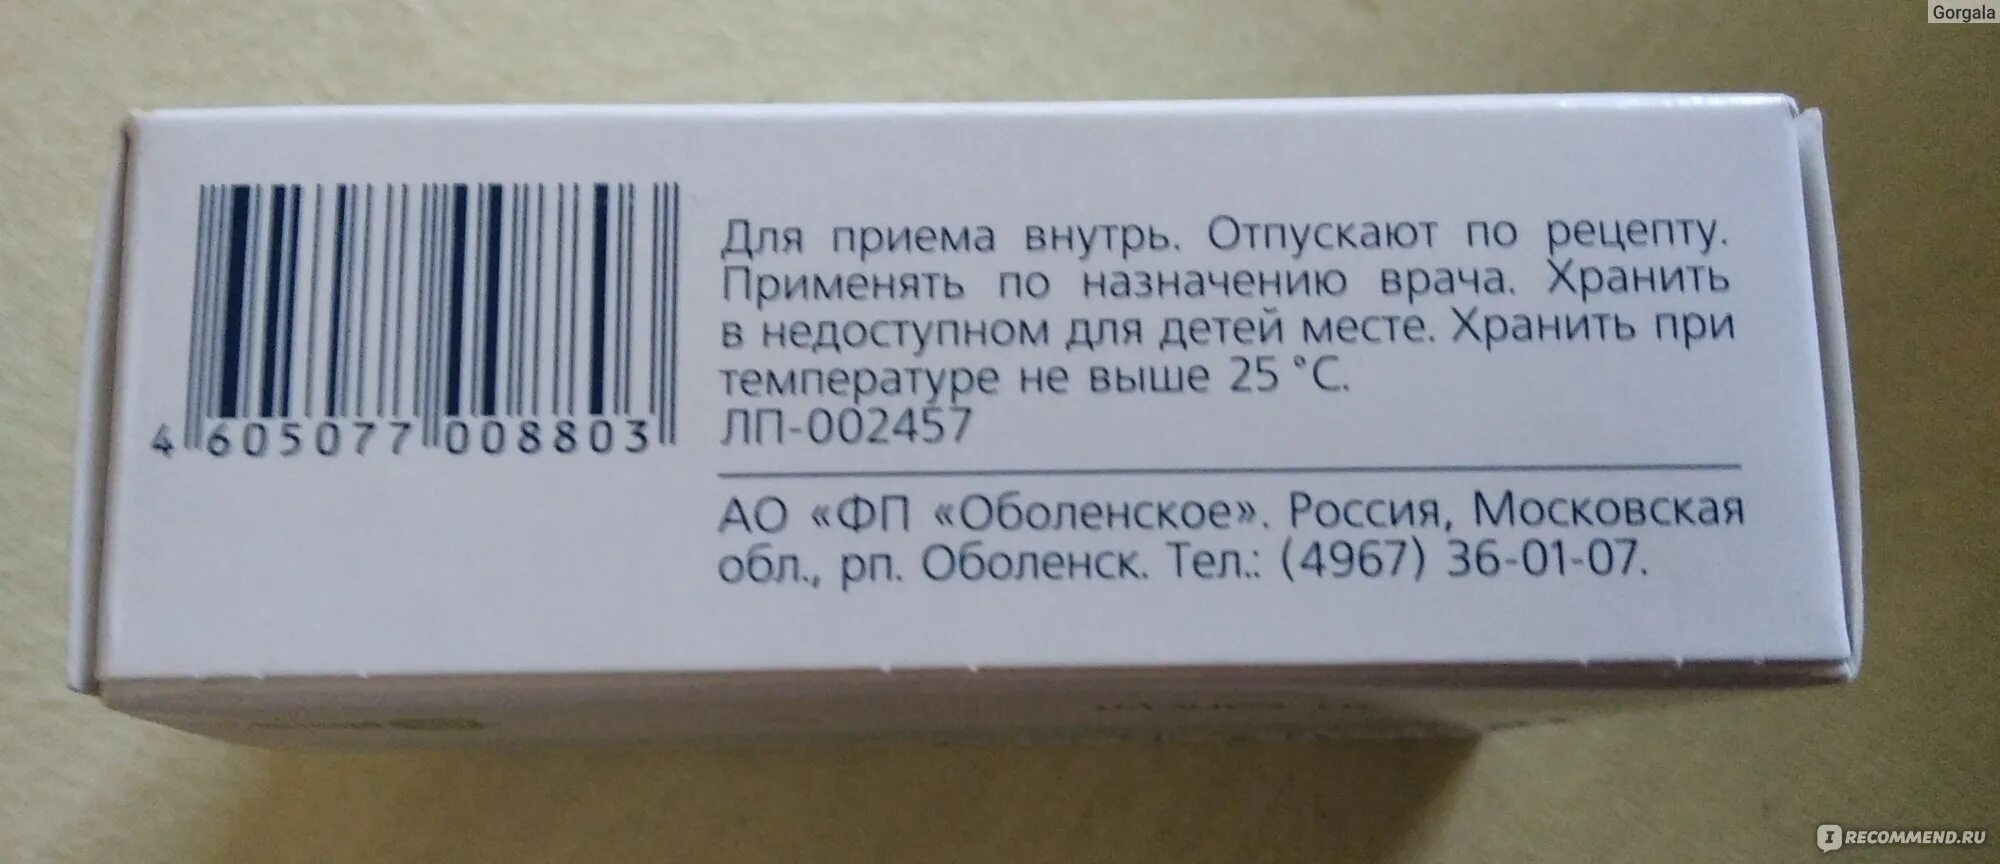 Gorgala
Для приема внутрь. Отпускают по рецепту.
Применять по назначению врача. Хранить
в недоступном для детей месте. Хранить при
температуре не выше 25 °C.
ЛП-002457
4 605077 008803
АО «ФП «Оболенское». Россия, Московская
обл., рп. Оболенск. Тел.: (4967) 36-01-07.
I RECOMMEND.RU